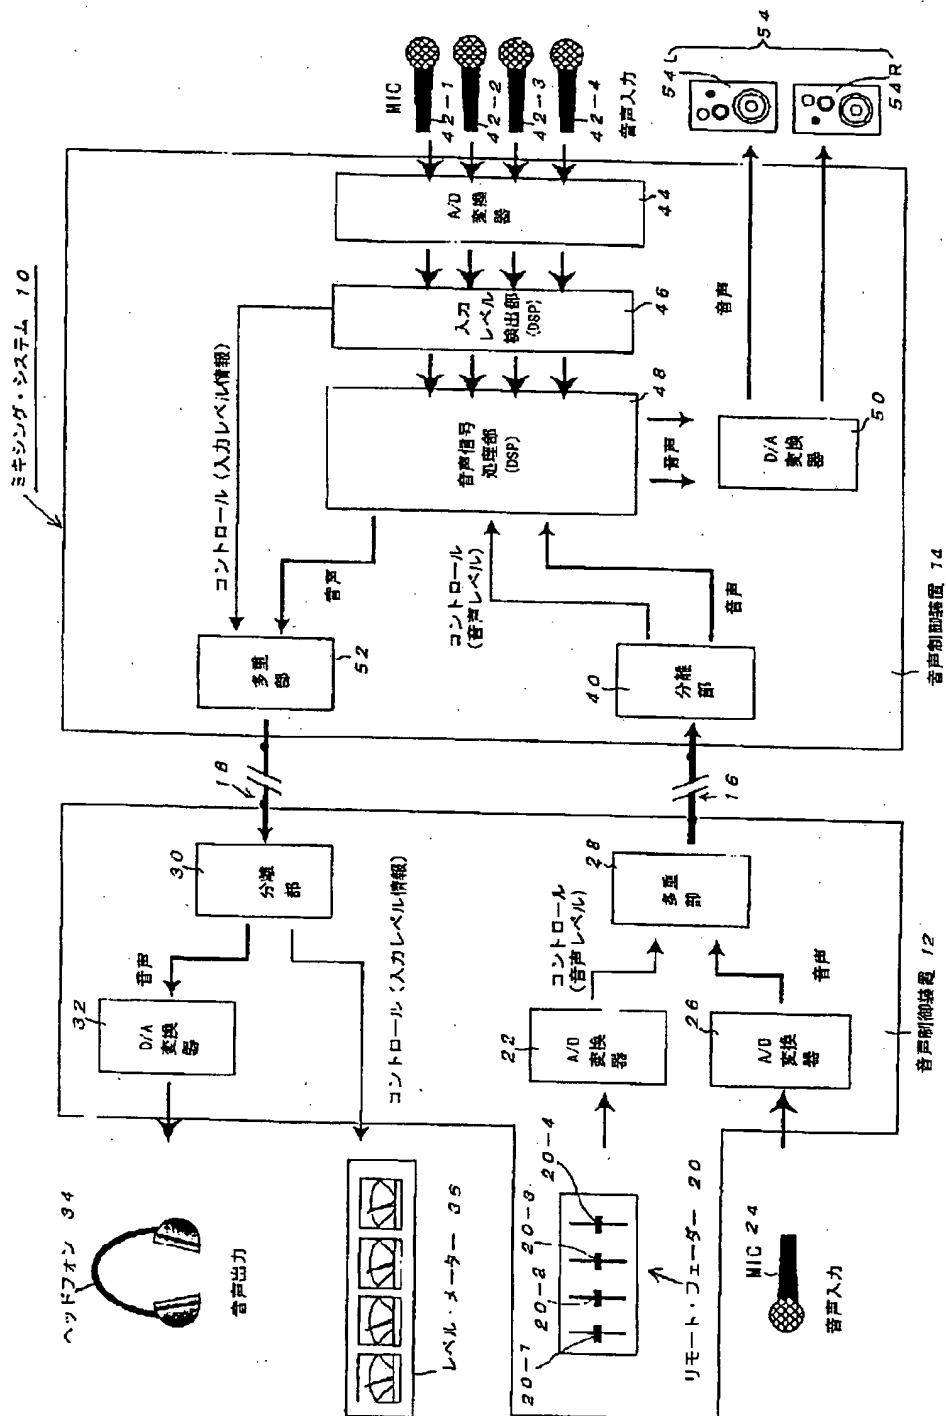 ミキシング・システム 10
ヘッドフォン 34
音声出力
32
D/A
変換
器
音声
30
分離
部
18
52
多重
部
音声
コントロール(入力レベル情報)
コントロール(入力レベル情報)
レベル・メーター 36
20-1
20-2
20-3
20-4
リモート・フェーダー 20
22
A/D
変換
器
コントロール
(音声レベル)
28
多重
部
16
40
分離
部
コントロール
(音声レベル)
音声
MIC 24
音声入力
26
A/D
変換
器
音声
音声制御装置 12
音声信号
処理部
(DSP)
48
入力
レベル
検出部
(DSP)
46
A/D
変換
器
44
MIC
42-1
42-2
42-3
42-4
音声入力
音声
D/A
変換
器
50
音声
54L
54R
54
音声制御装置 14